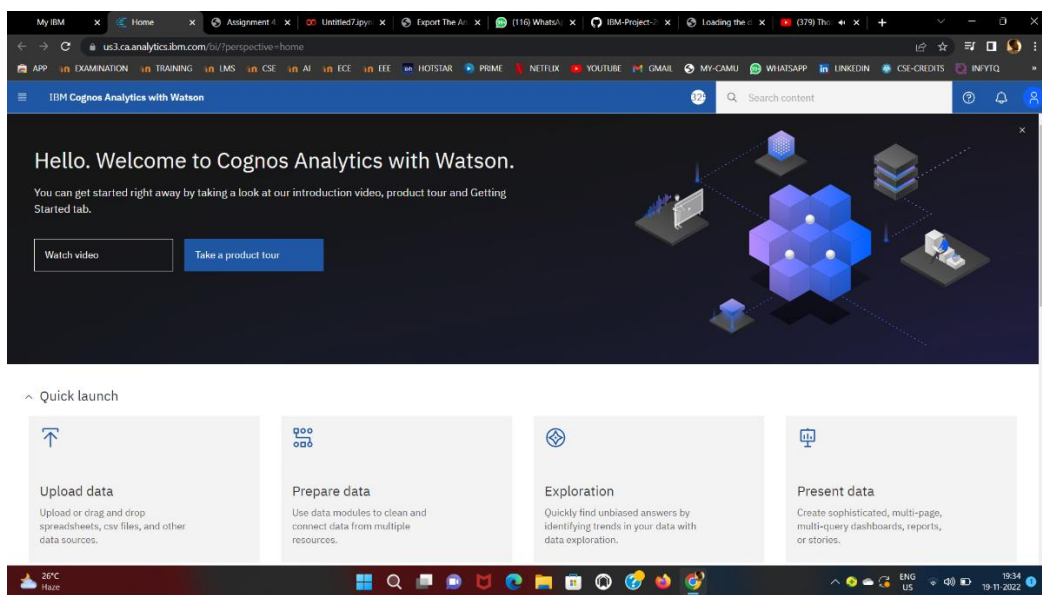 My IBM
Home
Assignment 4
Untitled7.ipyn
Export The An
(116) WhatsA
IBM-Project-2
Loading the d
(379) Tho
us3.ca.analytics.ibm.com/bi/?perspective=home
APP EXAMINATION TRAINING LMS CSE AI ECE EEE HOTSTAR PRIME NETFLIX YOUTUBE GMAIL MY-CAMU WHATSAPP LINKEDIN CSE-CREDITS INFYTQ »
IBM Cognos Analytics with Watson
Search content
Hello. Welcome to Cognos Analytics with Watson.
You can get started right away by taking a look at our introduction video, product tour and Getting
Started tab.
Watch video
Take a product tour
Quick launch
Upload data
Upload or drag and drop
spreadsheets, csv files, and other
data sources.
Prepare data
Use data modules to clean and
connect data from multiple
resources.
Exploration
Quickly find unbiased answers by
identifying trends in your data with
data exploration.
Present data
Create sophisticated, multi-page,
multi-query dashboards, reports,
or stories.
26°C
Haze
ENG
US
19:34
19-11-2022